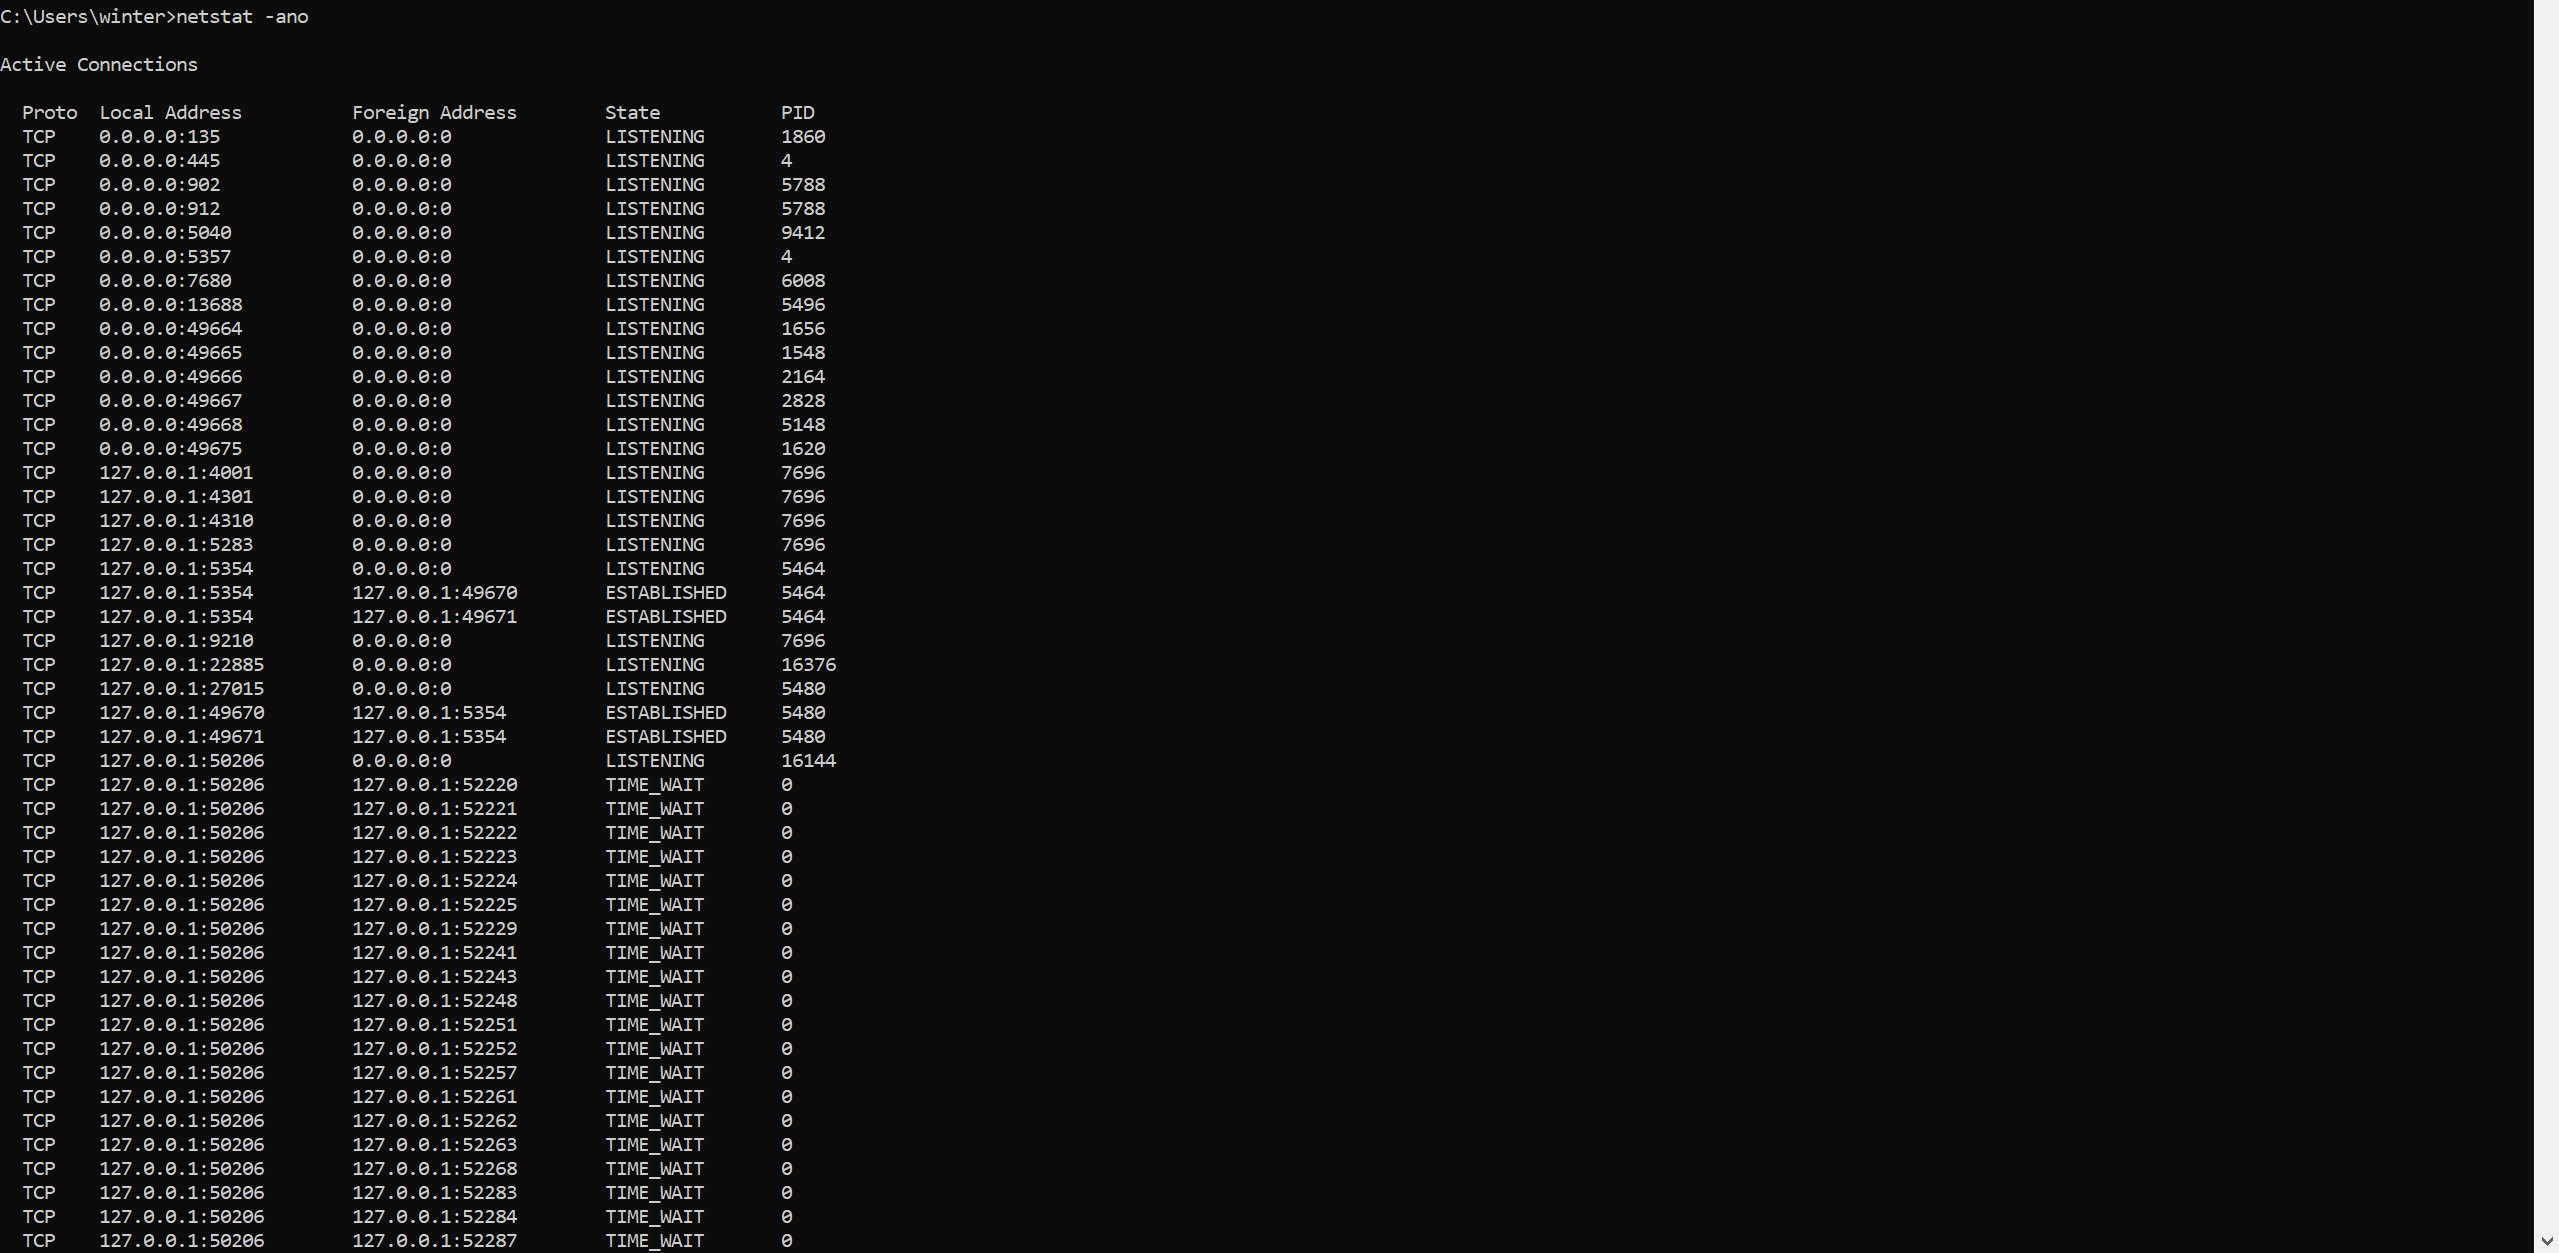 C:\Users\winter>netstat -ano
Active Connections
Proto  Local Address          Foreign Address        State           PID
TCP    0.0.0.0:135            0.0.0.0:0              LISTENING       1860
TCP    0.0.0.0:445            0.0.0.0:0              LISTENING       4
TCP    0.0.0.0:902            0.0.0.0:0              LISTENING       5788
TCP    0.0.0.0:912            0.0.0.0:0              LISTENING       5788
TCP    0.0.0.0:5040           0.0.0.0:0              LISTENING       9412
TCP    0.0.0.0:5357           0.0.0.0:0              LISTENING       4
TCP    0.0.0.0:7680           0.0.0.0:0              LISTENING       6008
TCP    0.0.0.0:13688          0.0.0.0:0              LISTENING       5496
TCP    0.0.0.0:49664          0.0.0.0:0              LISTENING       1656
TCP    0.0.0.0:49665          0.0.0.0:0              LISTENING       1548
TCP    0.0.0.0:49666          0.0.0.0:0              LISTENING       2164
TCP    0.0.0.0:49667          0.0.0.0:0              LISTENING       2828
TCP    0.0.0.0:49668          0.0.0.0:0              LISTENING       5148
TCP    0.0.0.0:49675          0.0.0.0:0              LISTENING       1620
TCP    127.0.0.1:4001         0.0.0.0:0              LISTENING       7696
TCP    127.0.0.1:4301         0.0.0.0:0              LISTENING       7696
TCP    127.0.0.1:4310         0.0.0.0:0              LISTENING       7696
TCP    127.0.0.1:5283         0.0.0.0:0              LISTENING       7696
TCP    127.0.0.1:5354         0.0.0.0:0              LISTENING       5464
TCP    127.0.0.1:5354         127.0.0.1:49670        ESTABLISHED     5464
TCP    127.0.0.1:5354         127.0.0.1:49671        ESTABLISHED     5464
TCP    127.0.0.1:9210         0.0.0.0:0              LISTENING       7696
TCP    127.0.0.1:22885        0.0.0.0:0              LISTENING       16376
TCP    127.0.0.1:27015        0.0.0.0:0              LISTENING       5480
TCP    127.0.0.1:49670        127.0.0.1:5354         ESTABLISHED     5480
TCP    127.0.0.1:49671        127.0.0.1:5354         ESTABLISHED     5480
TCP    127.0.0.1:50206        0.0.0.0:0              LISTENING       16144
TCP    127.0.0.1:50206        127.0.0.1:52220        TIME_WAIT       0
TCP    127.0.0.1:50206        127.0.0.1:52221        TIME_WAIT       0
TCP    127.0.0.1:50206        127.0.0.1:52222        TIME_WAIT       0
TCP    127.0.0.1:50206        127.0.0.1:52223        TIME_WAIT       0
TCP    127.0.0.1:50206        127.0.0.1:52224        TIME_WAIT       0
TCP    127.0.0.1:50206        127.0.0.1:52225        TIME_WAIT       0
TCP    127.0.0.1:50206        127.0.0.1:52229        TIME_WAIT       0
TCP    127.0.0.1:50206        127.0.0.1:52241        TIME_WAIT       0
TCP    127.0.0.1:50206        127.0.0.1:52243        TIME_WAIT       0
TCP    127.0.0.1:50206        127.0.0.1:52248        TIME_WAIT       0
TCP    127.0.0.1:50206        127.0.0.1:52251        TIME_WAIT       0
TCP    127.0.0.1:50206        127.0.0.1:52252        TIME_WAIT       0
TCP    127.0.0.1:50206        127.0.0.1:52257        TIME_WAIT       0
TCP    127.0.0.1:50206        127.0.0.1:52261        TIME_WAIT       0
TCP    127.0.0.1:50206        127.0.0.1:52262        TIME_WAIT       0
TCP    127.0.0.1:50206        127.0.0.1:52263        TIME_WAIT       0
TCP    127.0.0.1:50206        127.0.0.1:52268        TIME_WAIT       0
TCP    127.0.0.1:50206        127.0.0.1:52283        TIME_WAIT       0
TCP    127.0.0.1:50206        127.0.0.1:52284        TIME_WAIT       0
TCP    127.0.0.1:50206        127.0.0.1:52287        TIME_WAIT       0